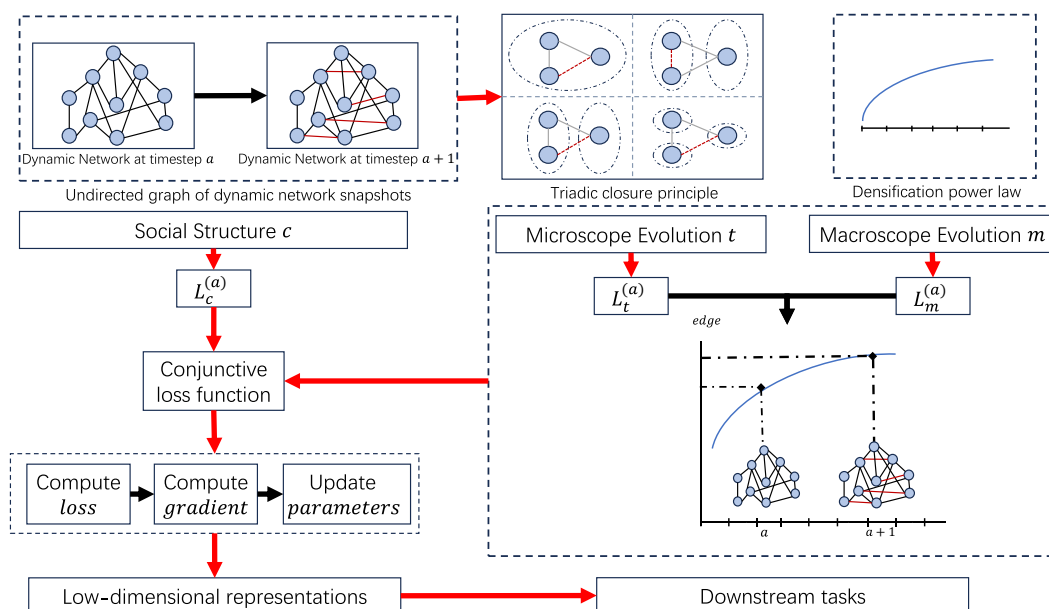 Dynamic Network at timestep a
Dynamic Network at timestep a + 1
Undirected graph of dynamic network snapshots
Triadic closure principle
Densification power law
Social Structure c
Microscope Evolution t
Macroscope Evolution m
L_c^{(a)}
L_t^{(a)}
L_m^{(a)}
edge
Conjunctive
loss function
Compute
loss
Compute
gradient
Update
parameters
a
a + 1
Low-dimensional representations
Downstream tasks